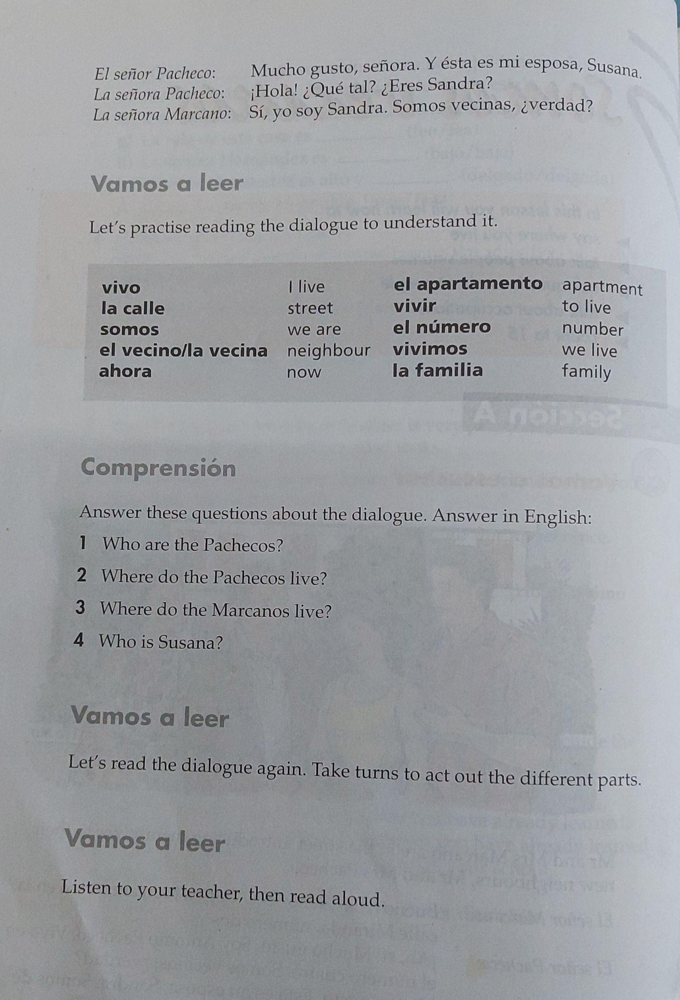 El señor Pacheco: Mucho gusto, señora. Y ésta es mi esposa, Susana.
La señora Pacheco: ¡Hola! ¿Qué tal? ¿Eres Sandra?
La señora Marcano: Sí, yo soy Sandra. Somos vecinas, ¿verdad?
Vamos a leer
Let's practise reading the dialogue to understand it.
vivo I live el apartamento apartment
la calle street vivir to live
somos we are el número number
el vecino/la vecina neighbour vivimos we live
ahora now la familia family
Sección A
Comprensión
Answer these questions about the dialogue. Answer in English:
1 Who are the Pachecos?
2 Where do the Pachecos live?
3 Where do the Marcanos live?
4 Who is Susana?
Vamos a leer
Let's read the dialogue again. Take turns to act out the different parts.
Vamos a leer
Listen to your teacher, then read aloud.